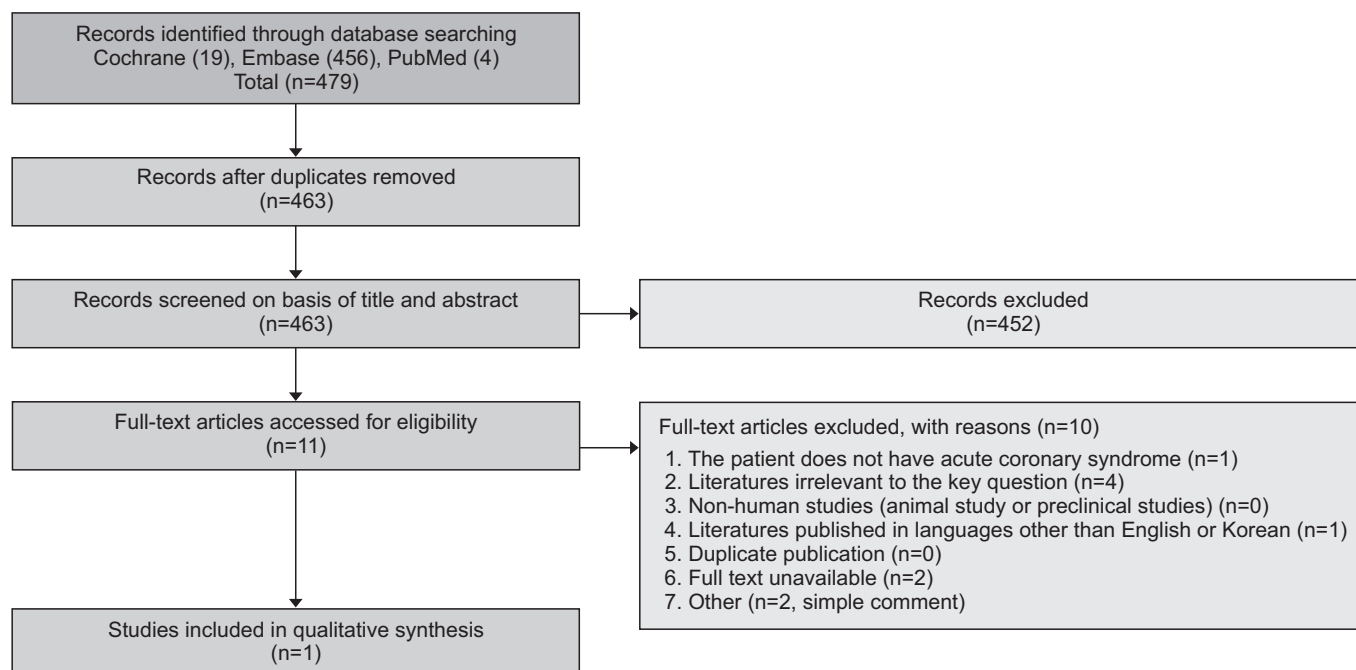 Records identified through database searching
Cochrane (19), Embase (456), PubMed (4)
Total (n=479)
Records after duplicates removed
(n=463)
Records screened on basis of title and abstract
(n=463)
Records excluded
(n=452)
Full-text articles accessed for eligibility
(n=11)
Full-text articles excluded, with reasons (n=10)
1. The patient does not have acute coronary syndrome (n=1)
2. Literatures irrelevant to the key question (n=4)
3. Non-human studies (animal study or preclinical studies) (n=0)
4. Literatures published in languages other than English or Korean (n=1)
5. Duplicate publication (n=0)
6. Full text unavailable (n=2)
7. Other (n=2, simple comment)
Studies included in qualitative synthesis
(n=1)